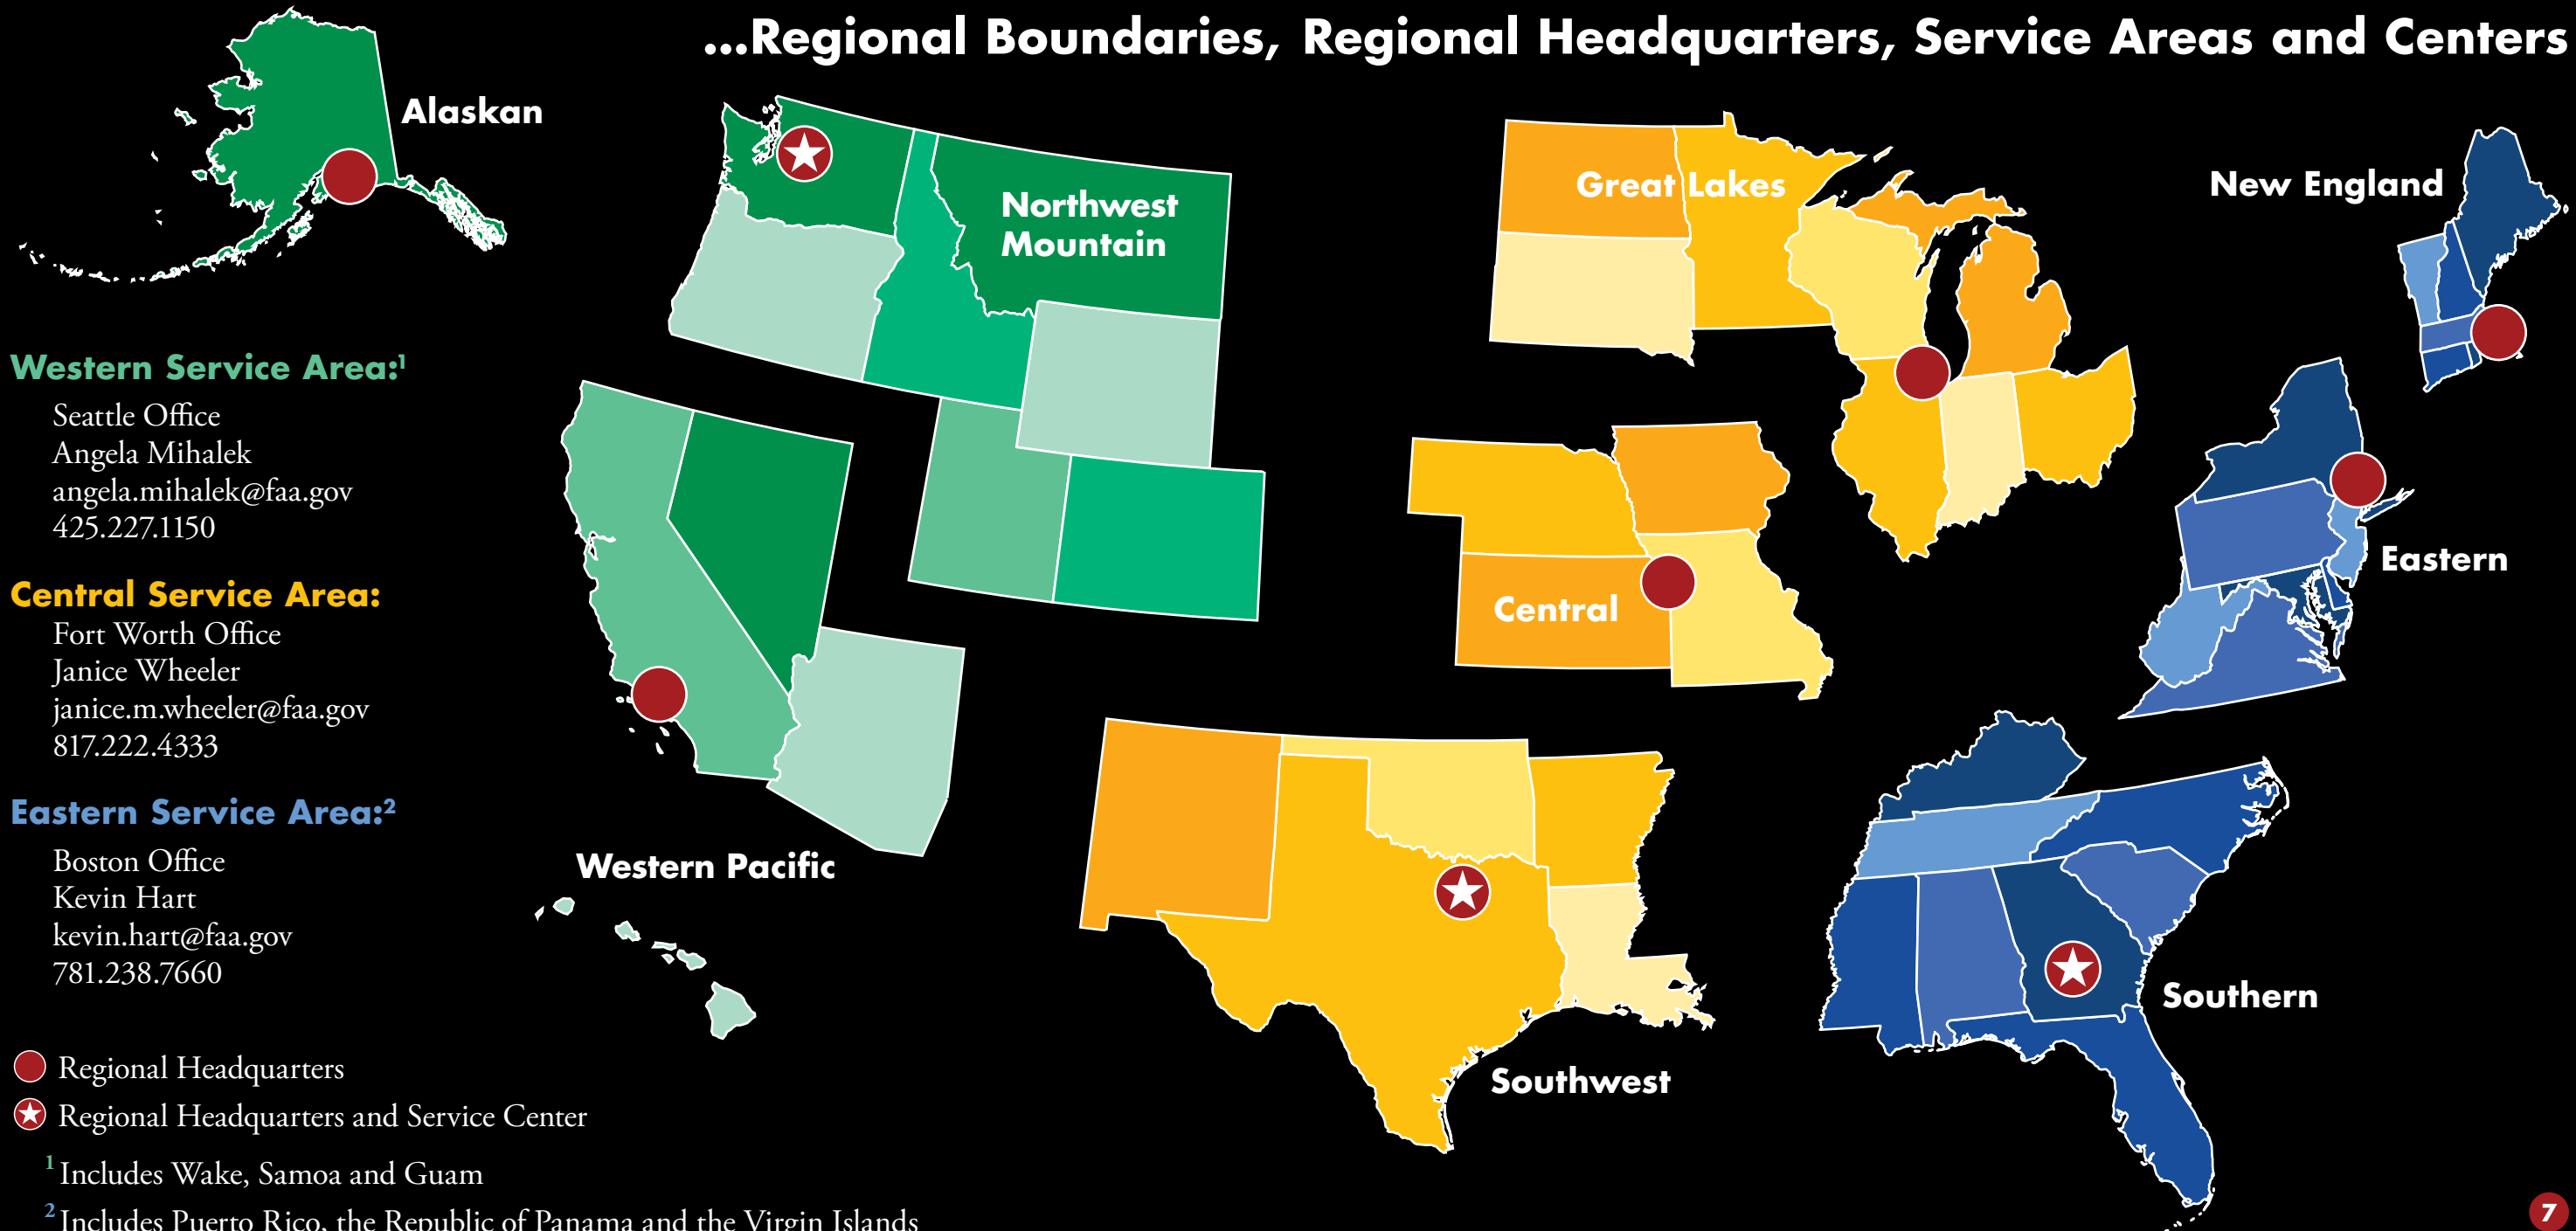 ...Regional Boundaries, Regional Headquarters, Service Areas and Centers
Alaskan
Northwest
Mountain
Great Lakes
New England
Western Service Area:¹
Seattle Office
Angela Mihalek
angela.mihalek@faa.gov
425.227.1150
Central Service Area:
Fort Worth Office
Janice Wheeler
janice.m.wheeler@faa.gov
817.222.4333
Eastern Service Area:²
Boston Office
Kevin Hart
kevin.hart@faa.gov
781.238.7660
Central
Eastern
Western Pacific
Southwest
Southern
Regional Headquarters
Regional Headquarters and Service Center
¹ Includes Wake, Samoa and Guam
² Includes Puerto Rico, the Republic of Panama and the Virgin Islands
7